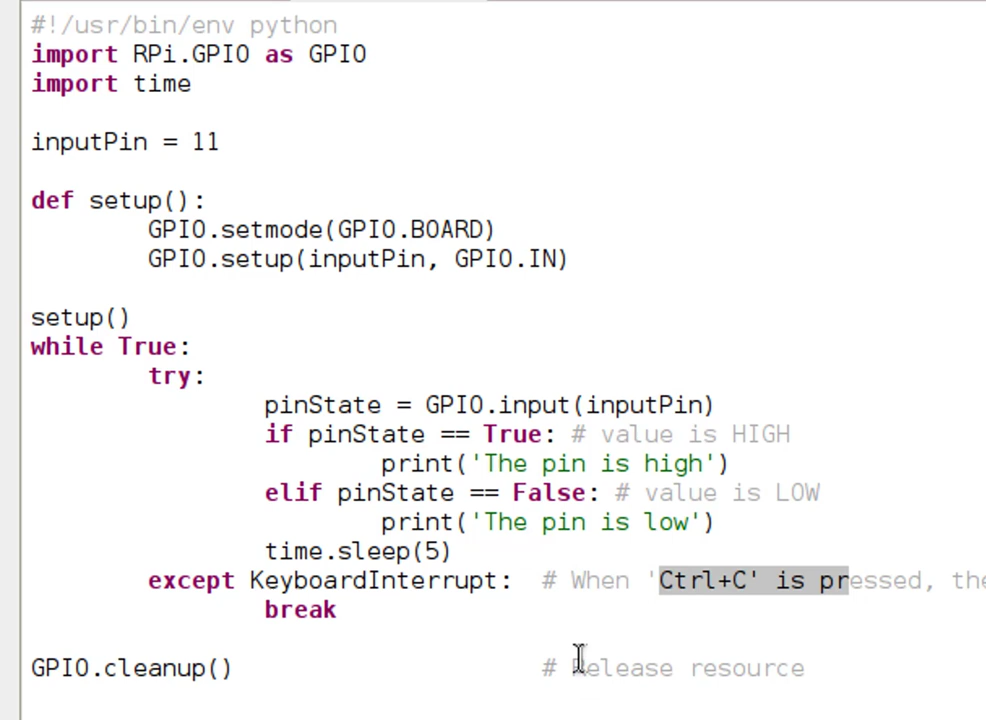 #!/usr/bin/env python
import RPi.GPIO as GPIO
import time
inputPin = 11
def setup():
GPIO.setmode(GPIO.BOARD)
GPIO.setup(inputPin, GPIO.IN)
setup()
while True:
try:
pinState = GPIO.input(inputPin)
if pinState == True: # value is HIGH
print('The pin is high')
elif pinState == False: # value is LOW
print('The pin is low')
time.sleep(5)
except KeyboardInterrupt: # When 'Ctrl+C' is pressed, the
break
GPIO.cleanup() # Release resource